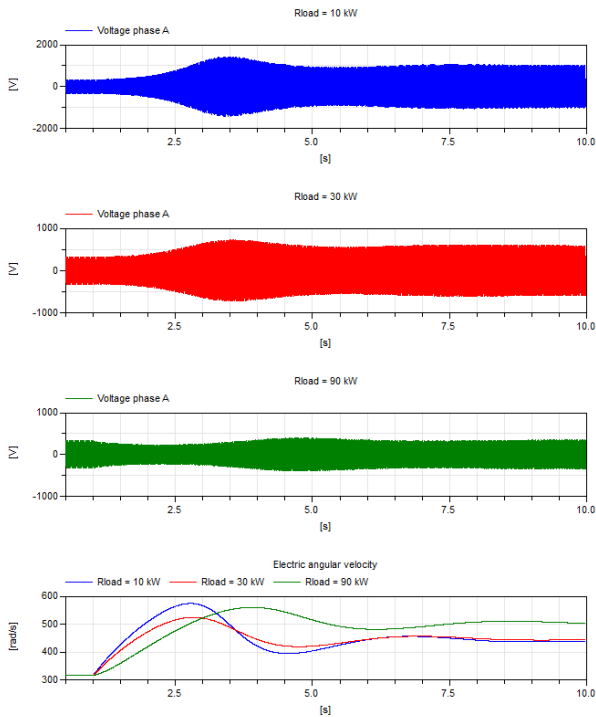 Rload = 10 kW
Voltage phase A
2000
[V]
0
-2000
2.5 5.0 7.5 10.0
[s]
Rload = 30 kW
Voltage phase A
1000
[V]
0
-1000
2.5 5.0 7.5 10.0
[s]
Rload = 90 kW
Voltage phase A
1000
[V]
0
-1000
2.5 5.0 7.5 10.0
[s]
Electric angular velocity
Rload = 10 kW Rload = 30 kW Rload = 90 kW
600
500
[rad/s]
400
300
2.5 5.0 7.5 10.0
[s]